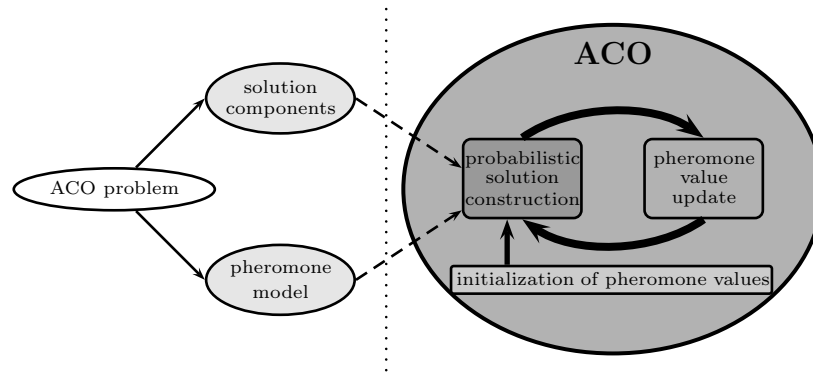 ACO
solution
components
probabilistic
solution
construction
pheromone
value
update
ACO problem
pheromone
model
initialization of pheromone values